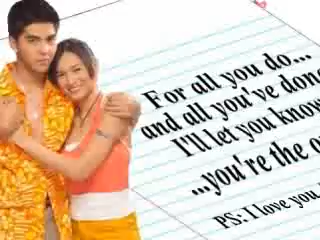 For all you do...
and all you've done
I'll let you know
...you're the
PS: I love you